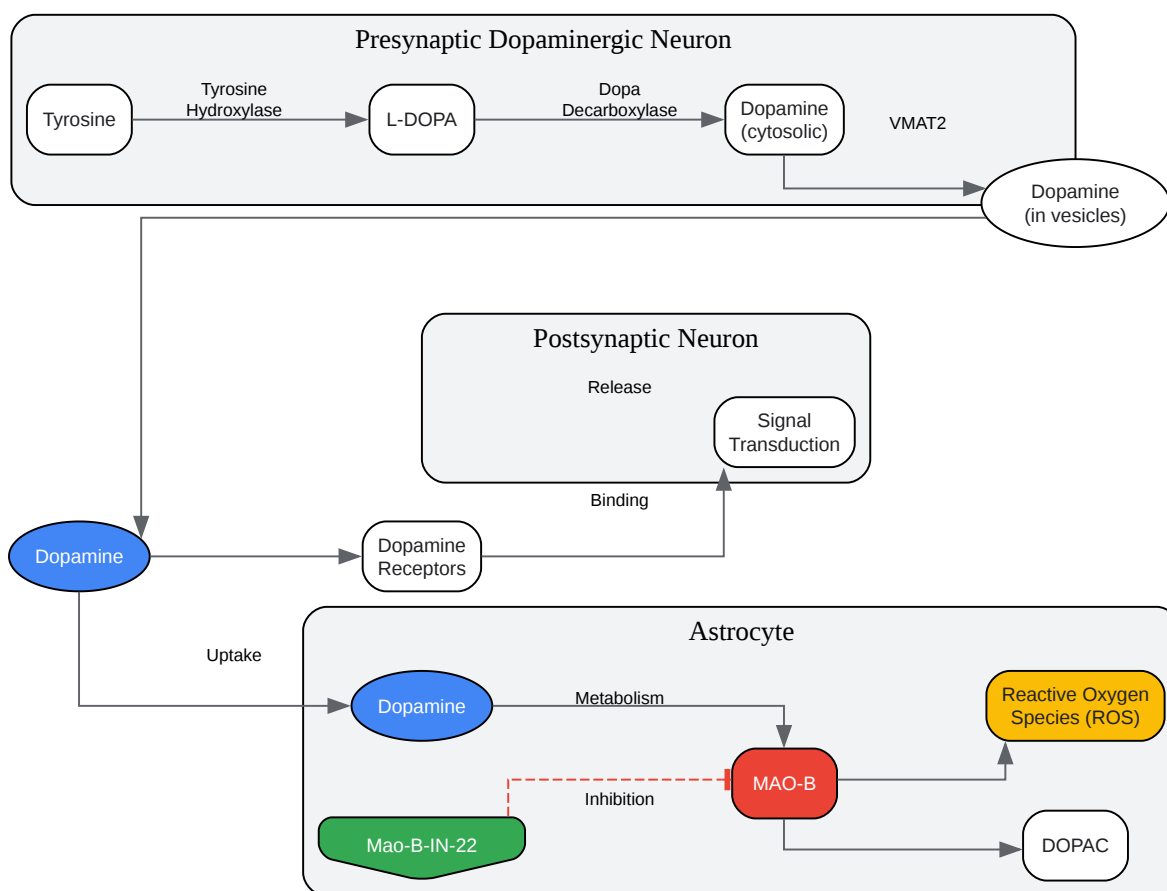 Presynaptic Dopaminergic Neuron
Tyrosine
Tyrosine
Hydroxylase
L-DOPA
Dopa
Decarboxylase
Dopamine
(cytosolic)
VMAT2
Dopamine
(in vesicles)
Postsynaptic Neuron
Release
Signal
Transduction
Binding
Dopamine
Dopamine
Receptors
Astrocyte
Uptake
Dopamine
Metabolism
Reactive Oxygen
Species (ROS)
MAO-B
Inhibition
Mao-B-IN-22
DOPAC